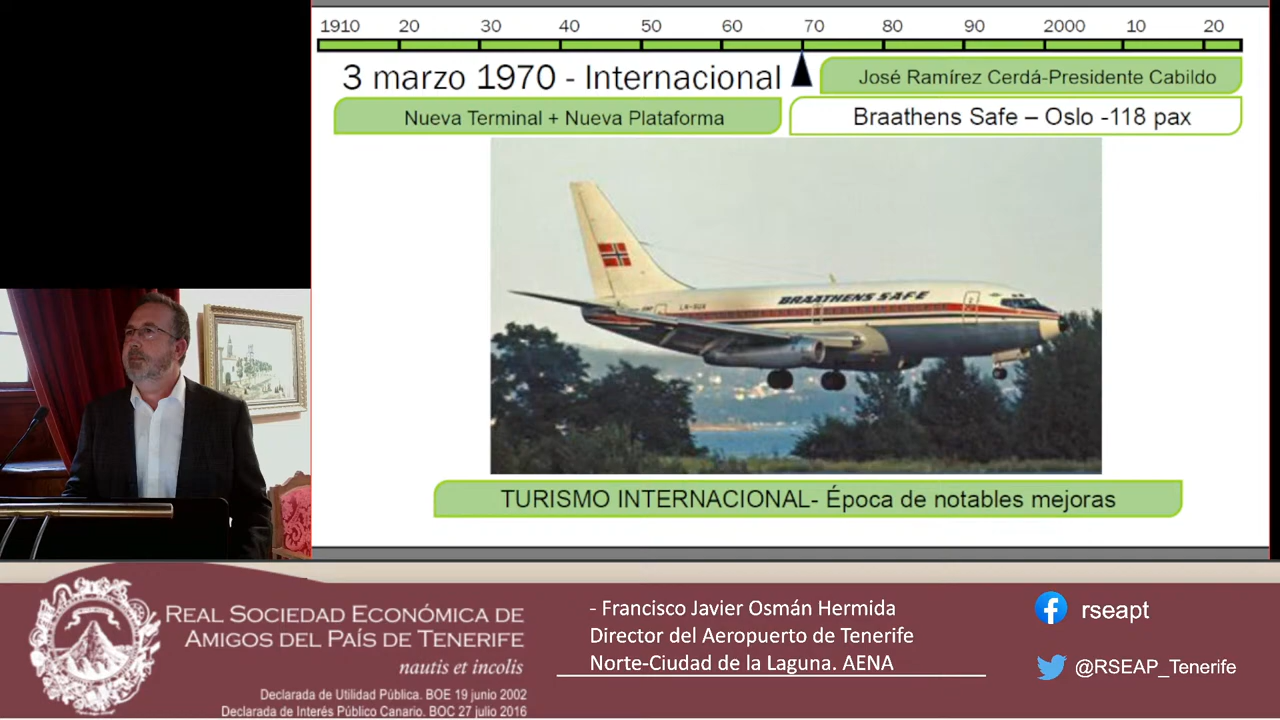 1910 20 30 40 50 60 70 80 90 2000 10 20
3 marzo 1970 - Internacional
José Ramírez Cerdá-Presidente Cabildo
Nueva Terminal + Nueva Plataforma
Braathens Safe – Oslo -118 pax
BRAATHENS SAFE
TURISMO INTERNACIONAL- Época de notables mejoras
REAL SOCIEDAD ECONÓMICA DE
AMIGOS DEL PAÍS DE TENERIFE
nautis et incolis
Declarada de Utilidad Pública. BOE 19 junio 2002
Declarada de Interés Público Canario. BOC 27 julio 2016
- Francisco Javier Osmán Hermida
Director del Aeropuerto de Tenerife
Norte-Ciudad de la Laguna. AENA
rseapt
@RSEAP_Tenerife